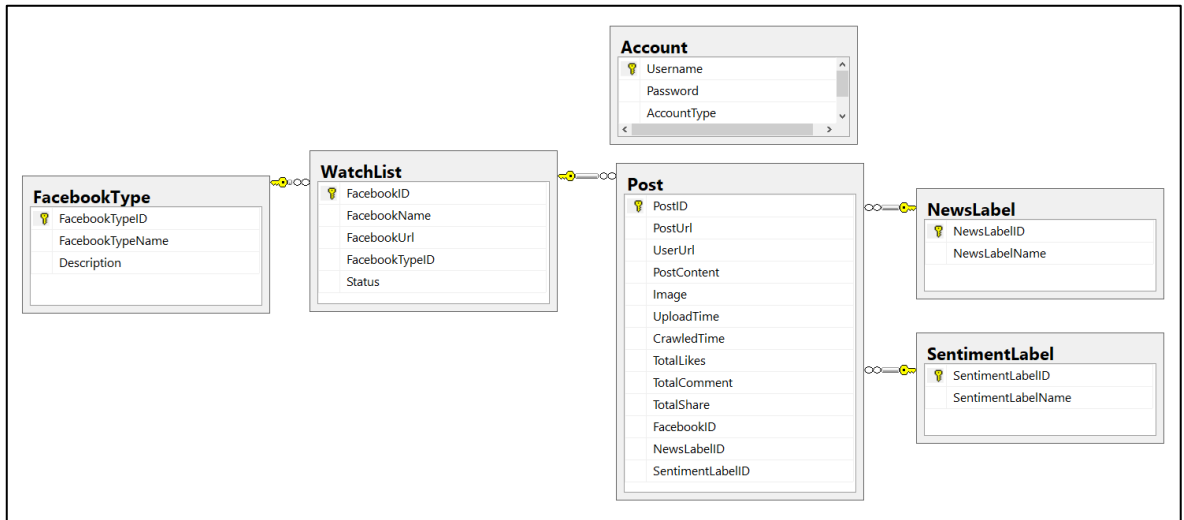 Account
Username
Password
AccountType
FacebookType
FacebookTypeID
FacebookTypeName
Description
WatchList
FacebookID
FacebookName
FacebookUrl
FacebookTypeID
Status
Post
PostID
PostUrl
UserUrl
PostContent
Image
UploadTime
CrawledTime
TotalLikes
TotalComment
TotalShare
FacebookID
NewsLabelID
SentimentLabelID
NewsLabel
NewsLabelID
NewsLabelName
SentimentLabel
SentimentLabelID
SentimentLabelName